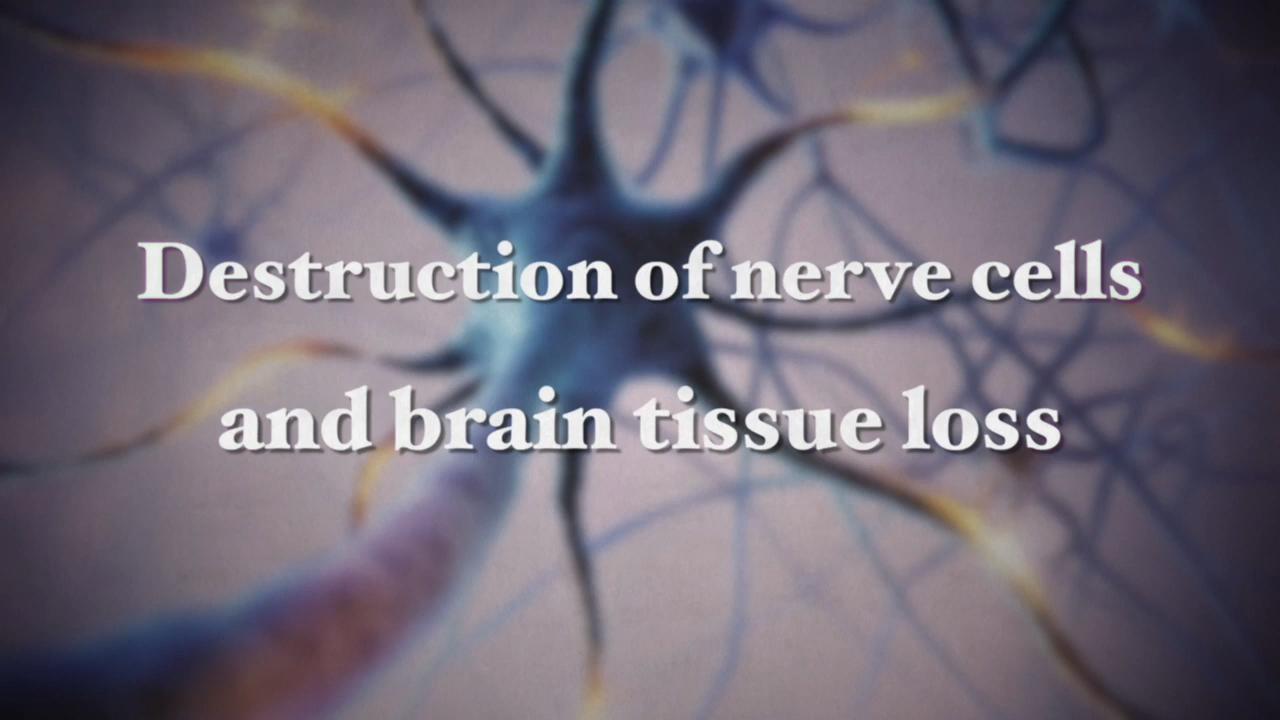 Destruction of nerve cells
and brain tissue loss